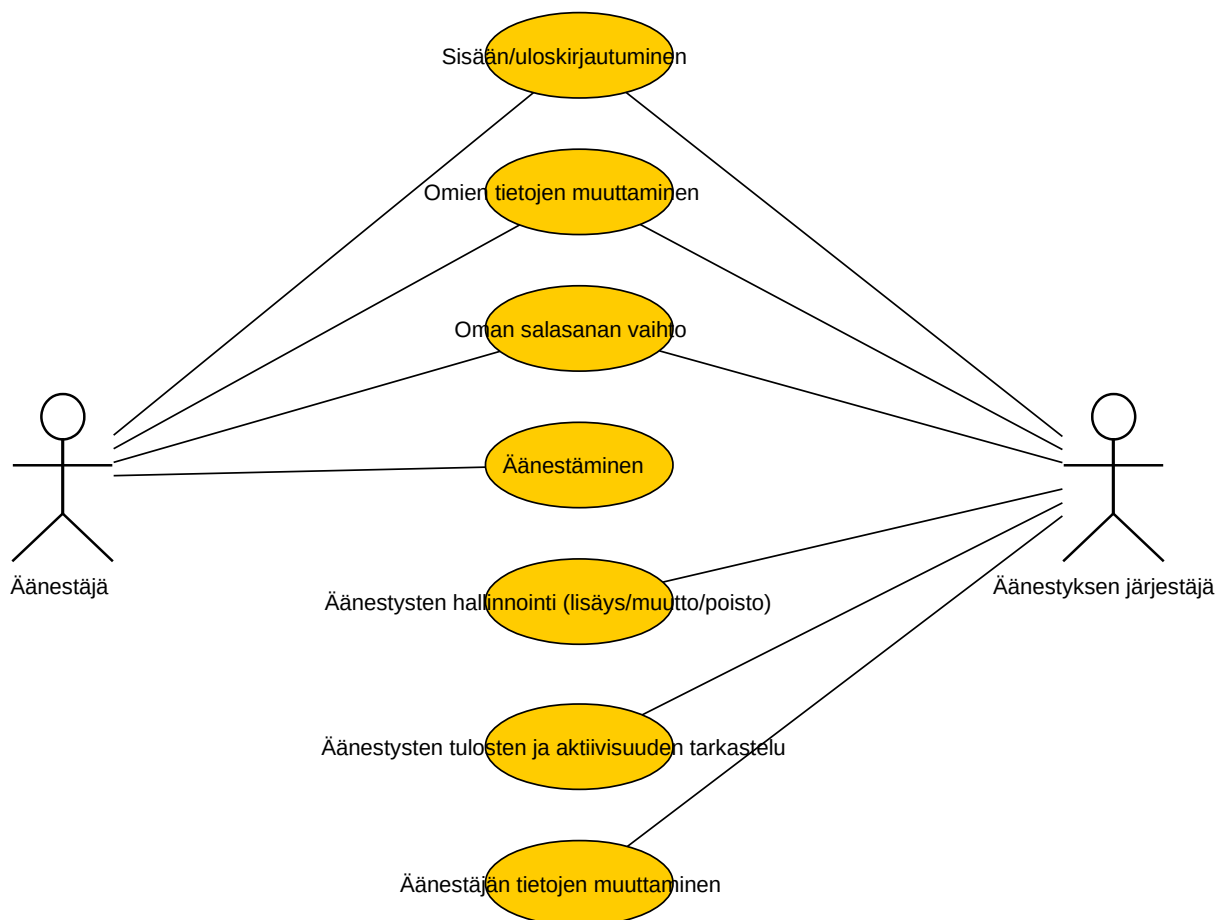 Sisään/uloskirjautuminen
Omien tietojen muuttaminen
Oman salasanan vaihto
Äänestäminen
Äänestäjä
Äänestyksen järjestäjä
Äänestysten hallinnointi (lisäys/muutto/poisto)
Äänestysten tulosten ja aktiivisuuden tarkastelu
Äänestäjän tietojen muuttaminen